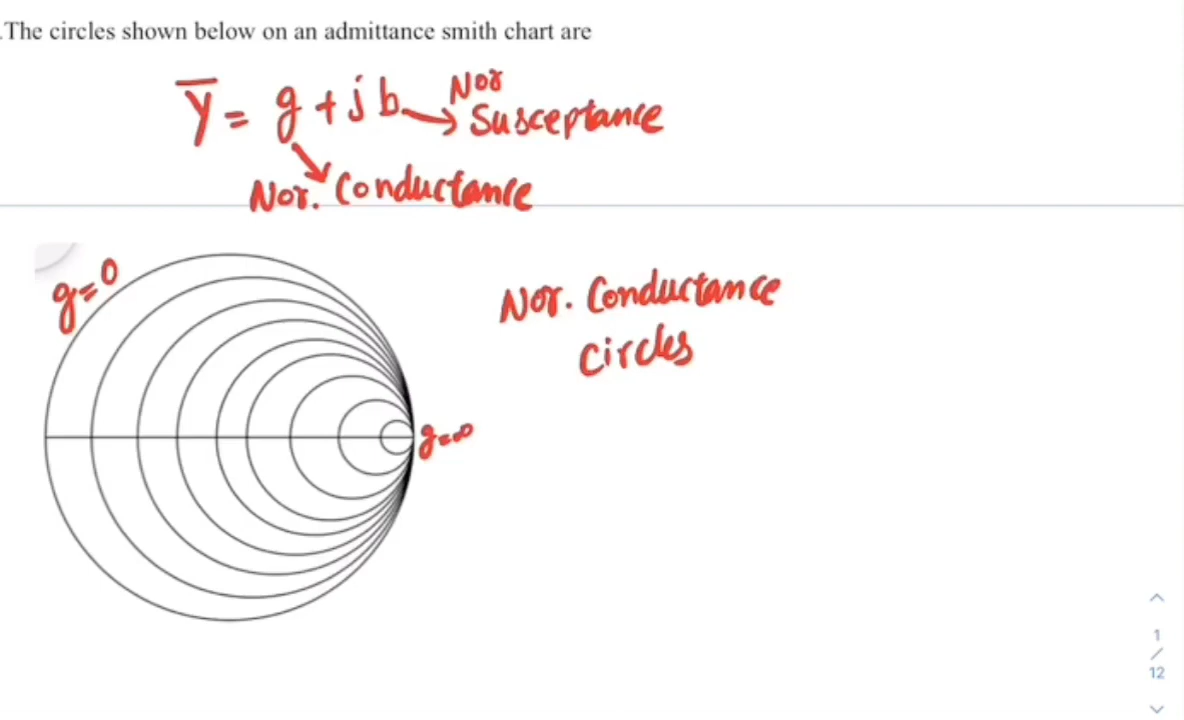 .The circles shown below on an admittance smith chart are
y̅ = g + j b → Nor Susceptance
Nor. Conductance
g=0
Nor. Conductance
circles
g=∞
1
/
12